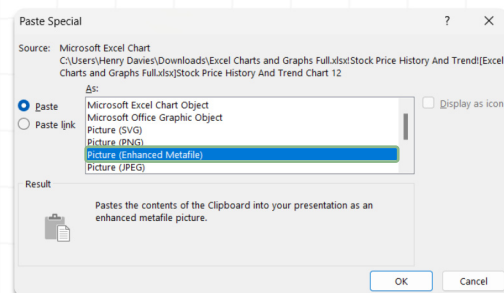 Paste Special ? X
Source: Microsoft Excel Chart
C:\Users\Henry Davies\Downloads\Excel Charts and Graphs Full.xlsx!Stock Price History And Trend![Excel
Charts and Graphs Full.xlsx]Stock Price History And Trend Chart 12
As:
Paste
Paste link
Microsoft Excel Chart Object
Microsoft Office Graphic Object
Picture (SVG)
Picture (PNG)
Picture (Enhanced Metafile)
Picture (JPEG)
Display as icon
Result
Pastes the contents of the Clipboard into your presentation as an
enhanced metafile picture.
OK Cancel